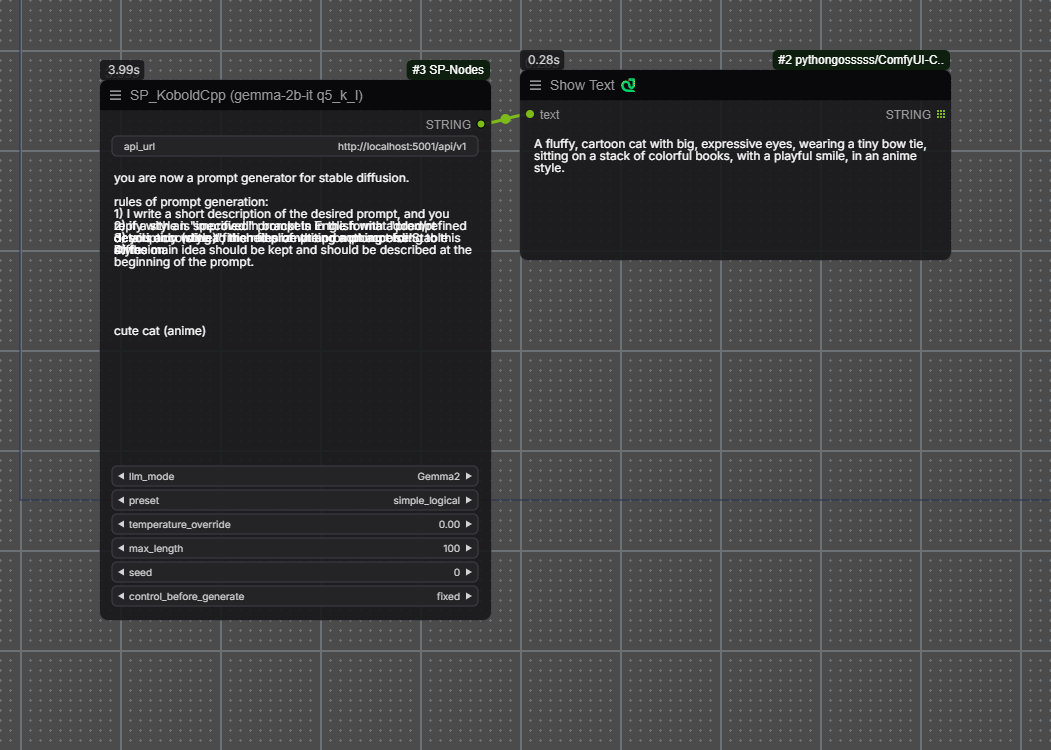 3.99s
#3 SP-Nodes
SP_KoboldCpp (gemma-2b-it q5_k_l)
STRING
api_url
http://localhost:5001/api/v1
you are now a prompt generator for stable diffusion.
rules of prompt generation:
1) I write a short description of the desired prompt, and you
main idea should be kept and should be described at the
beginning of the prompt.
cute cat (anime)
llm_mode
Gemma2
preset
simple_logical
temperature_override
0.00
max_length
100
seed
0
control_before_generate
fixed
0.28s
#2 pythongosssss/ComfyUI-C..
Show Text
text
STRING
A fluffy, cartoon cat with big, expressive eyes, wearing a tiny bow tie,
sitting on a stack of colorful books, with a playful smile, in an anime
style.